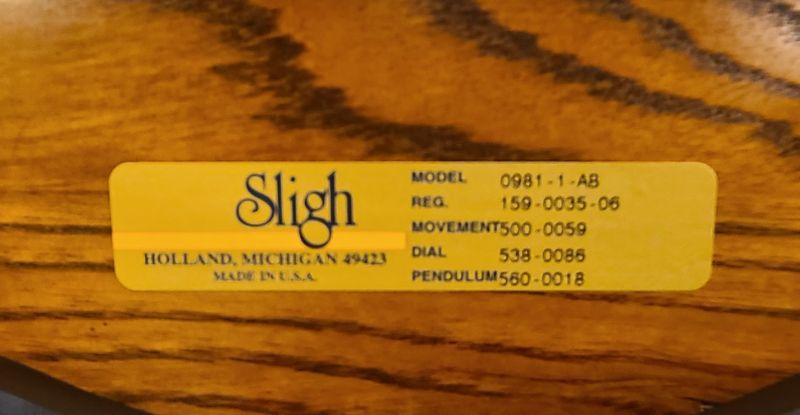 Sligh
HOLLAND, MICHIGAN 49423
MADE IN U.S.A.
MODEL 0981-1-AB
REG. 159-0035-06
MOVEMENT 500-0059
DIAL 538-0086
PENDULUM 560-0018